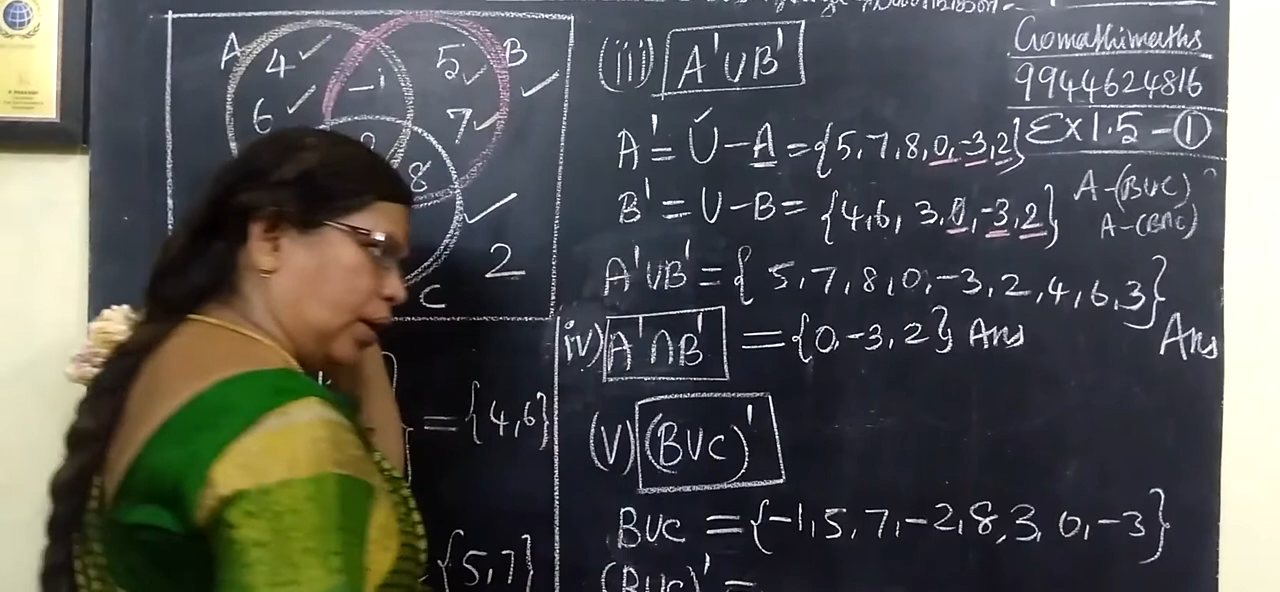 A 4 5 B
-1
6 7
8
2
C
= {4,6}
{5,7}
(iii) A'UB'
A' = U - A = {5,7,8,0,-3,2}
B' = U - B = {4,6, 3,0,-3,2}
A'UB' = { 5,7,8,0,-3,2,4,6,3}
Ans
iv) A'∩B' = {0,-3,2} Ans
(V) (BUC)'
BUC = {-1,5,7,-2,8,3,0,-3}
(BUC)' =
Gomathimaths
9944624816
Ex 1.5 - ①
A-(BUC)'
A-(B∩C)